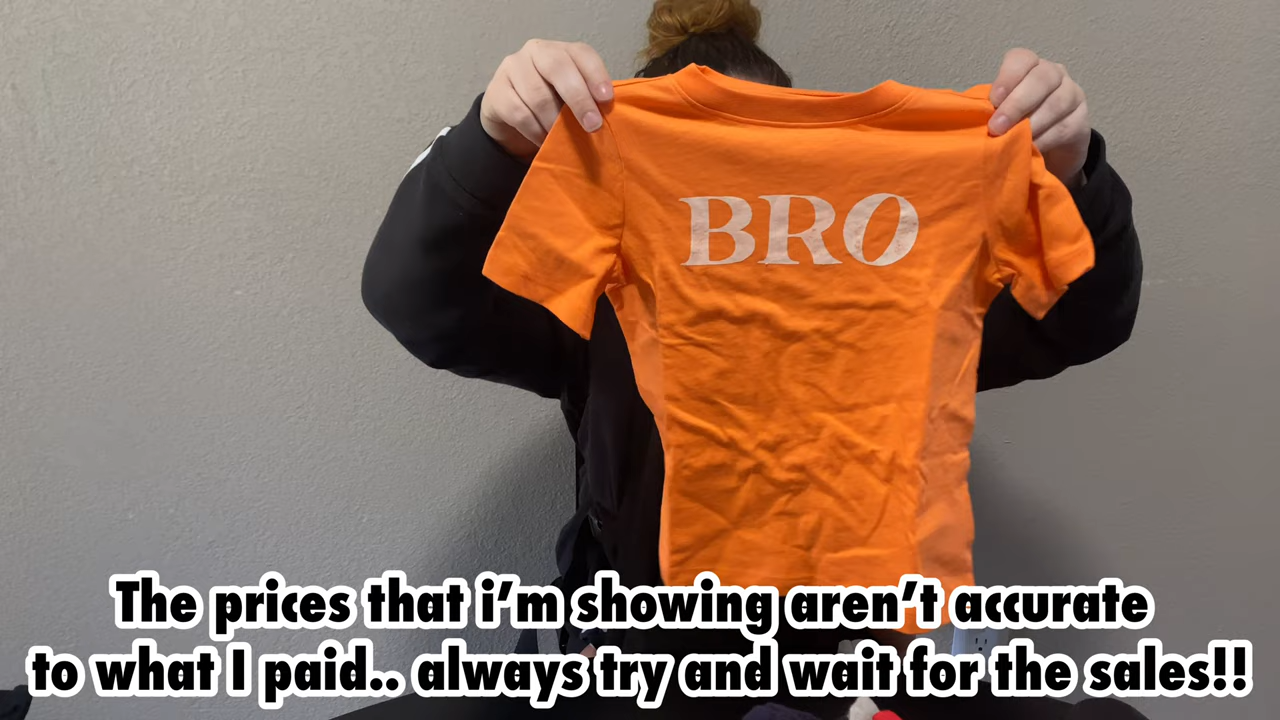 BRO
The prices that i'm showing aren't accurate
to what I paid.. always try and wait for the sales!!